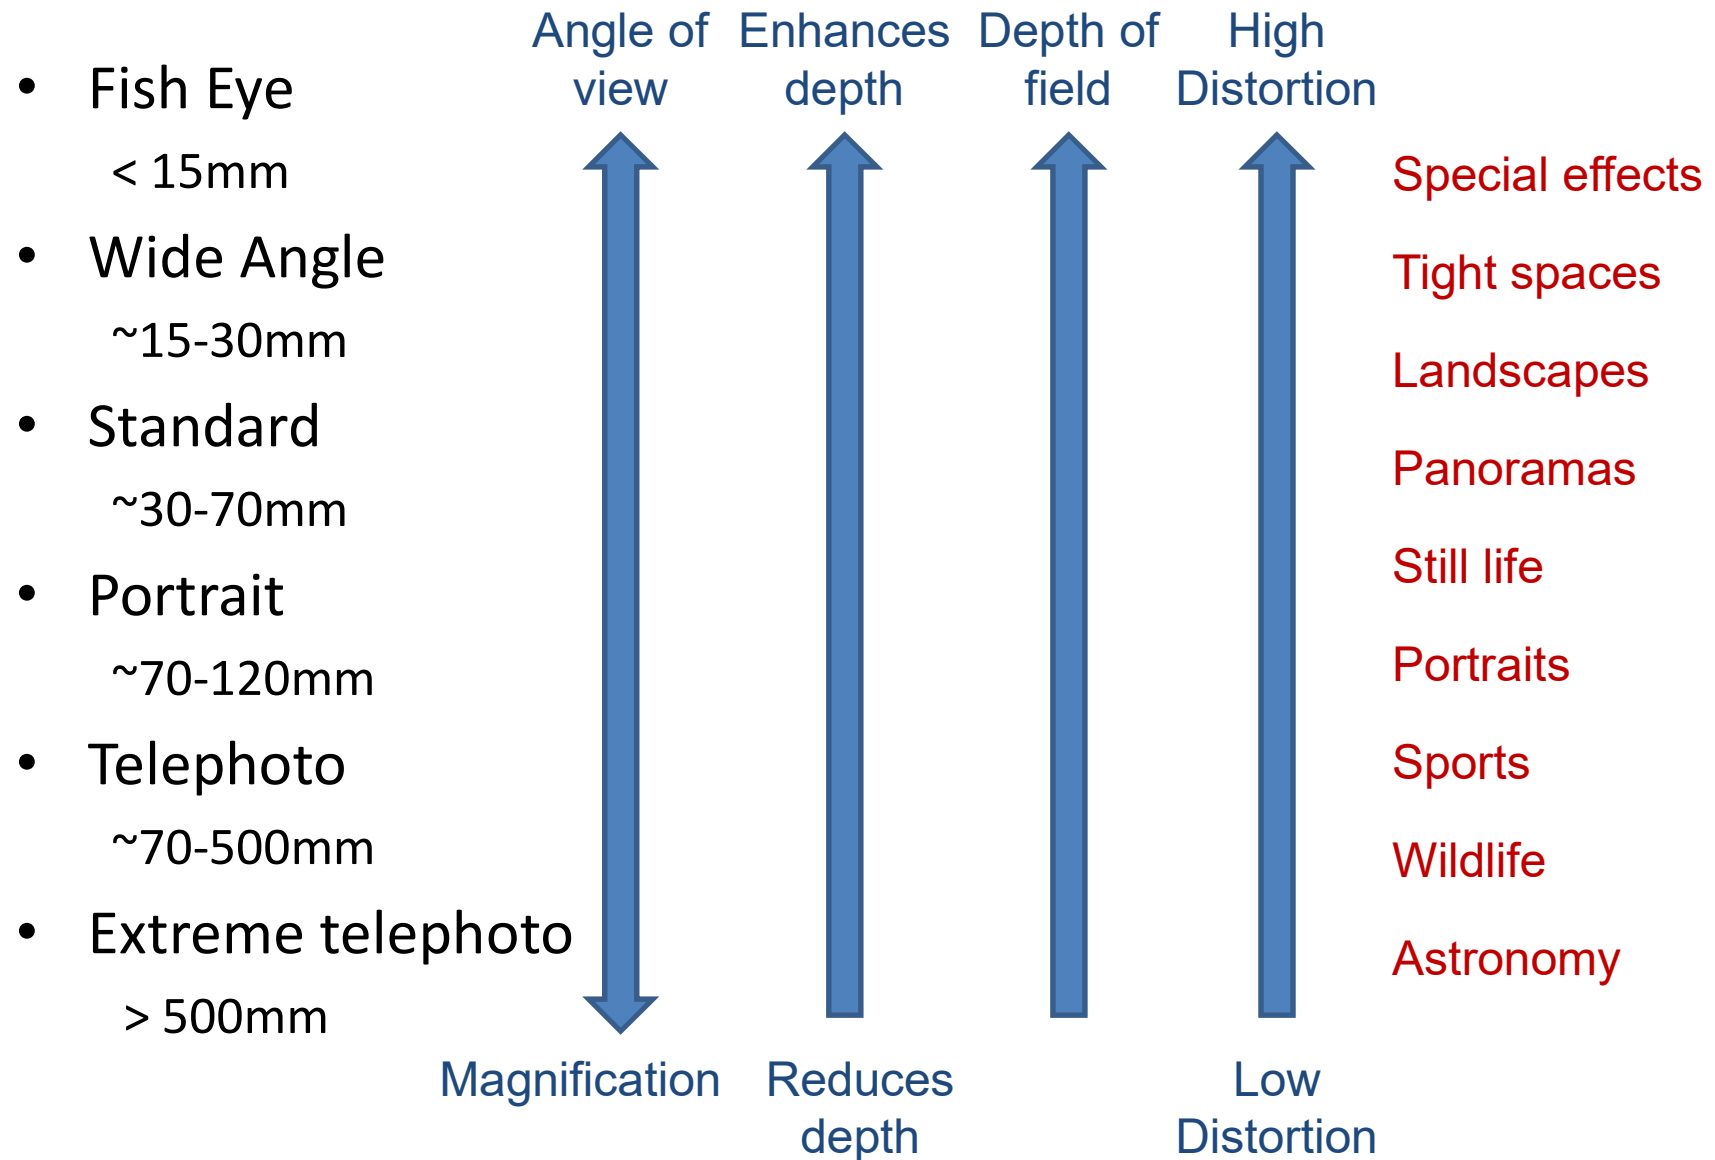 Angle of
view
Enhances
depth
Depth of
field
High
Distortion
• Fish Eye
< 15mm
• Wide Angle
~15-30mm
• Standard
~30-70mm
• Portrait
~70-120mm
• Telephoto
~70-500mm
• Extreme telephoto
> 500mm
Special effects
Tight spaces
Landscapes
Panoramas
Still life
Portraits
Sports
Wildlife
Astronomy
Magnification
Reduces
depth
Low
Distortion